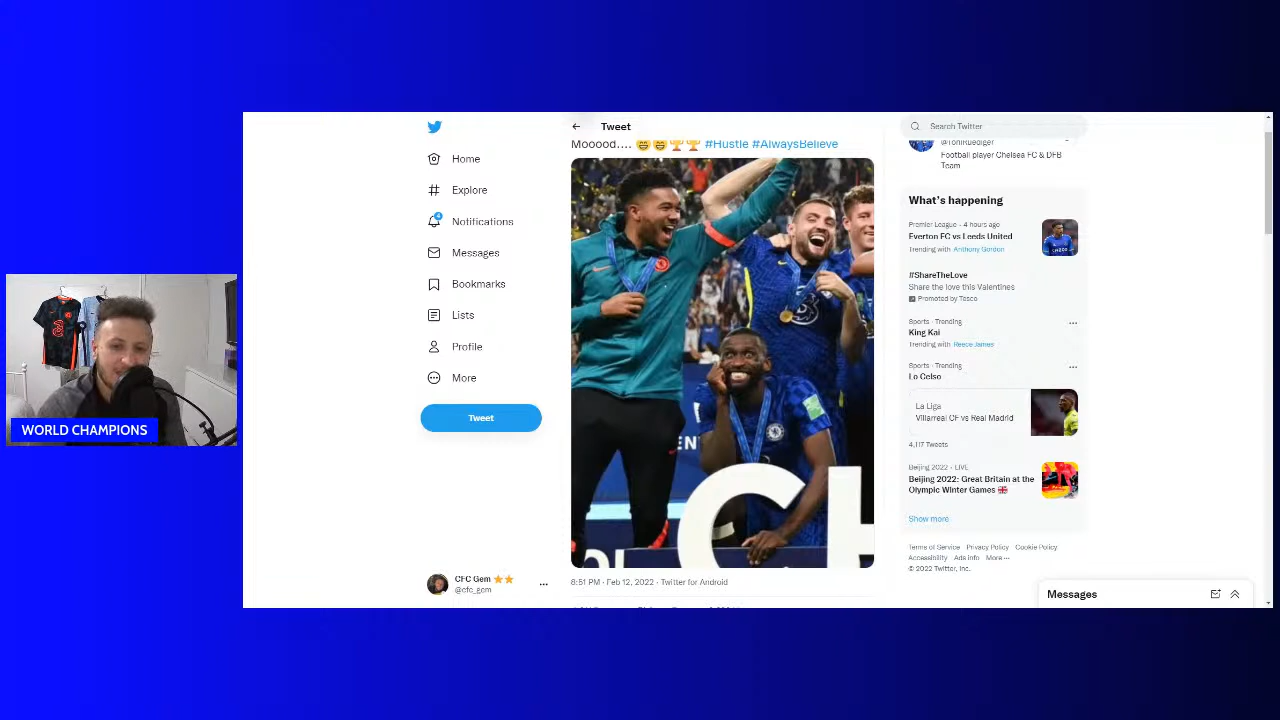 Tweet
Search Twitter
Mooood.... 😁😁🏆🏆 #Hustle #AlwaysBelieve
@ToniRuediger
Football player Chelsea FC & DFB
Team
Home
Explore
4
Notifications
Messages
Bookmarks
Lists
Profile
More
Tweet
CFC Gem ⭐⭐
@cfc_gem
WORLD CHAMPIONS
CH
8:51 PM · Feb 12, 2022 · Twitter for Android
What's happening
Premier League · 4 hours ago
Everton FC vs Leeds United
Trending with Anthony Gordon
#ShareTheLove
Share the love this Valentines
Promoted by Tesco
Sports · Trending
King Kai
Trending with Reece James
Sports · Trending
Lo Celso
La Liga
Villarreal CF vs Real Madrid
4,117 Tweets
Beijing 2022 · LIVE
Beijing 2022: Great Britain at the
Olympic Winter Games 🇬🇧
Show more
Terms of Service Privacy Policy Cookie Policy
Accessibility Ads info More ···
© 2022 Twitter, Inc.
Messages